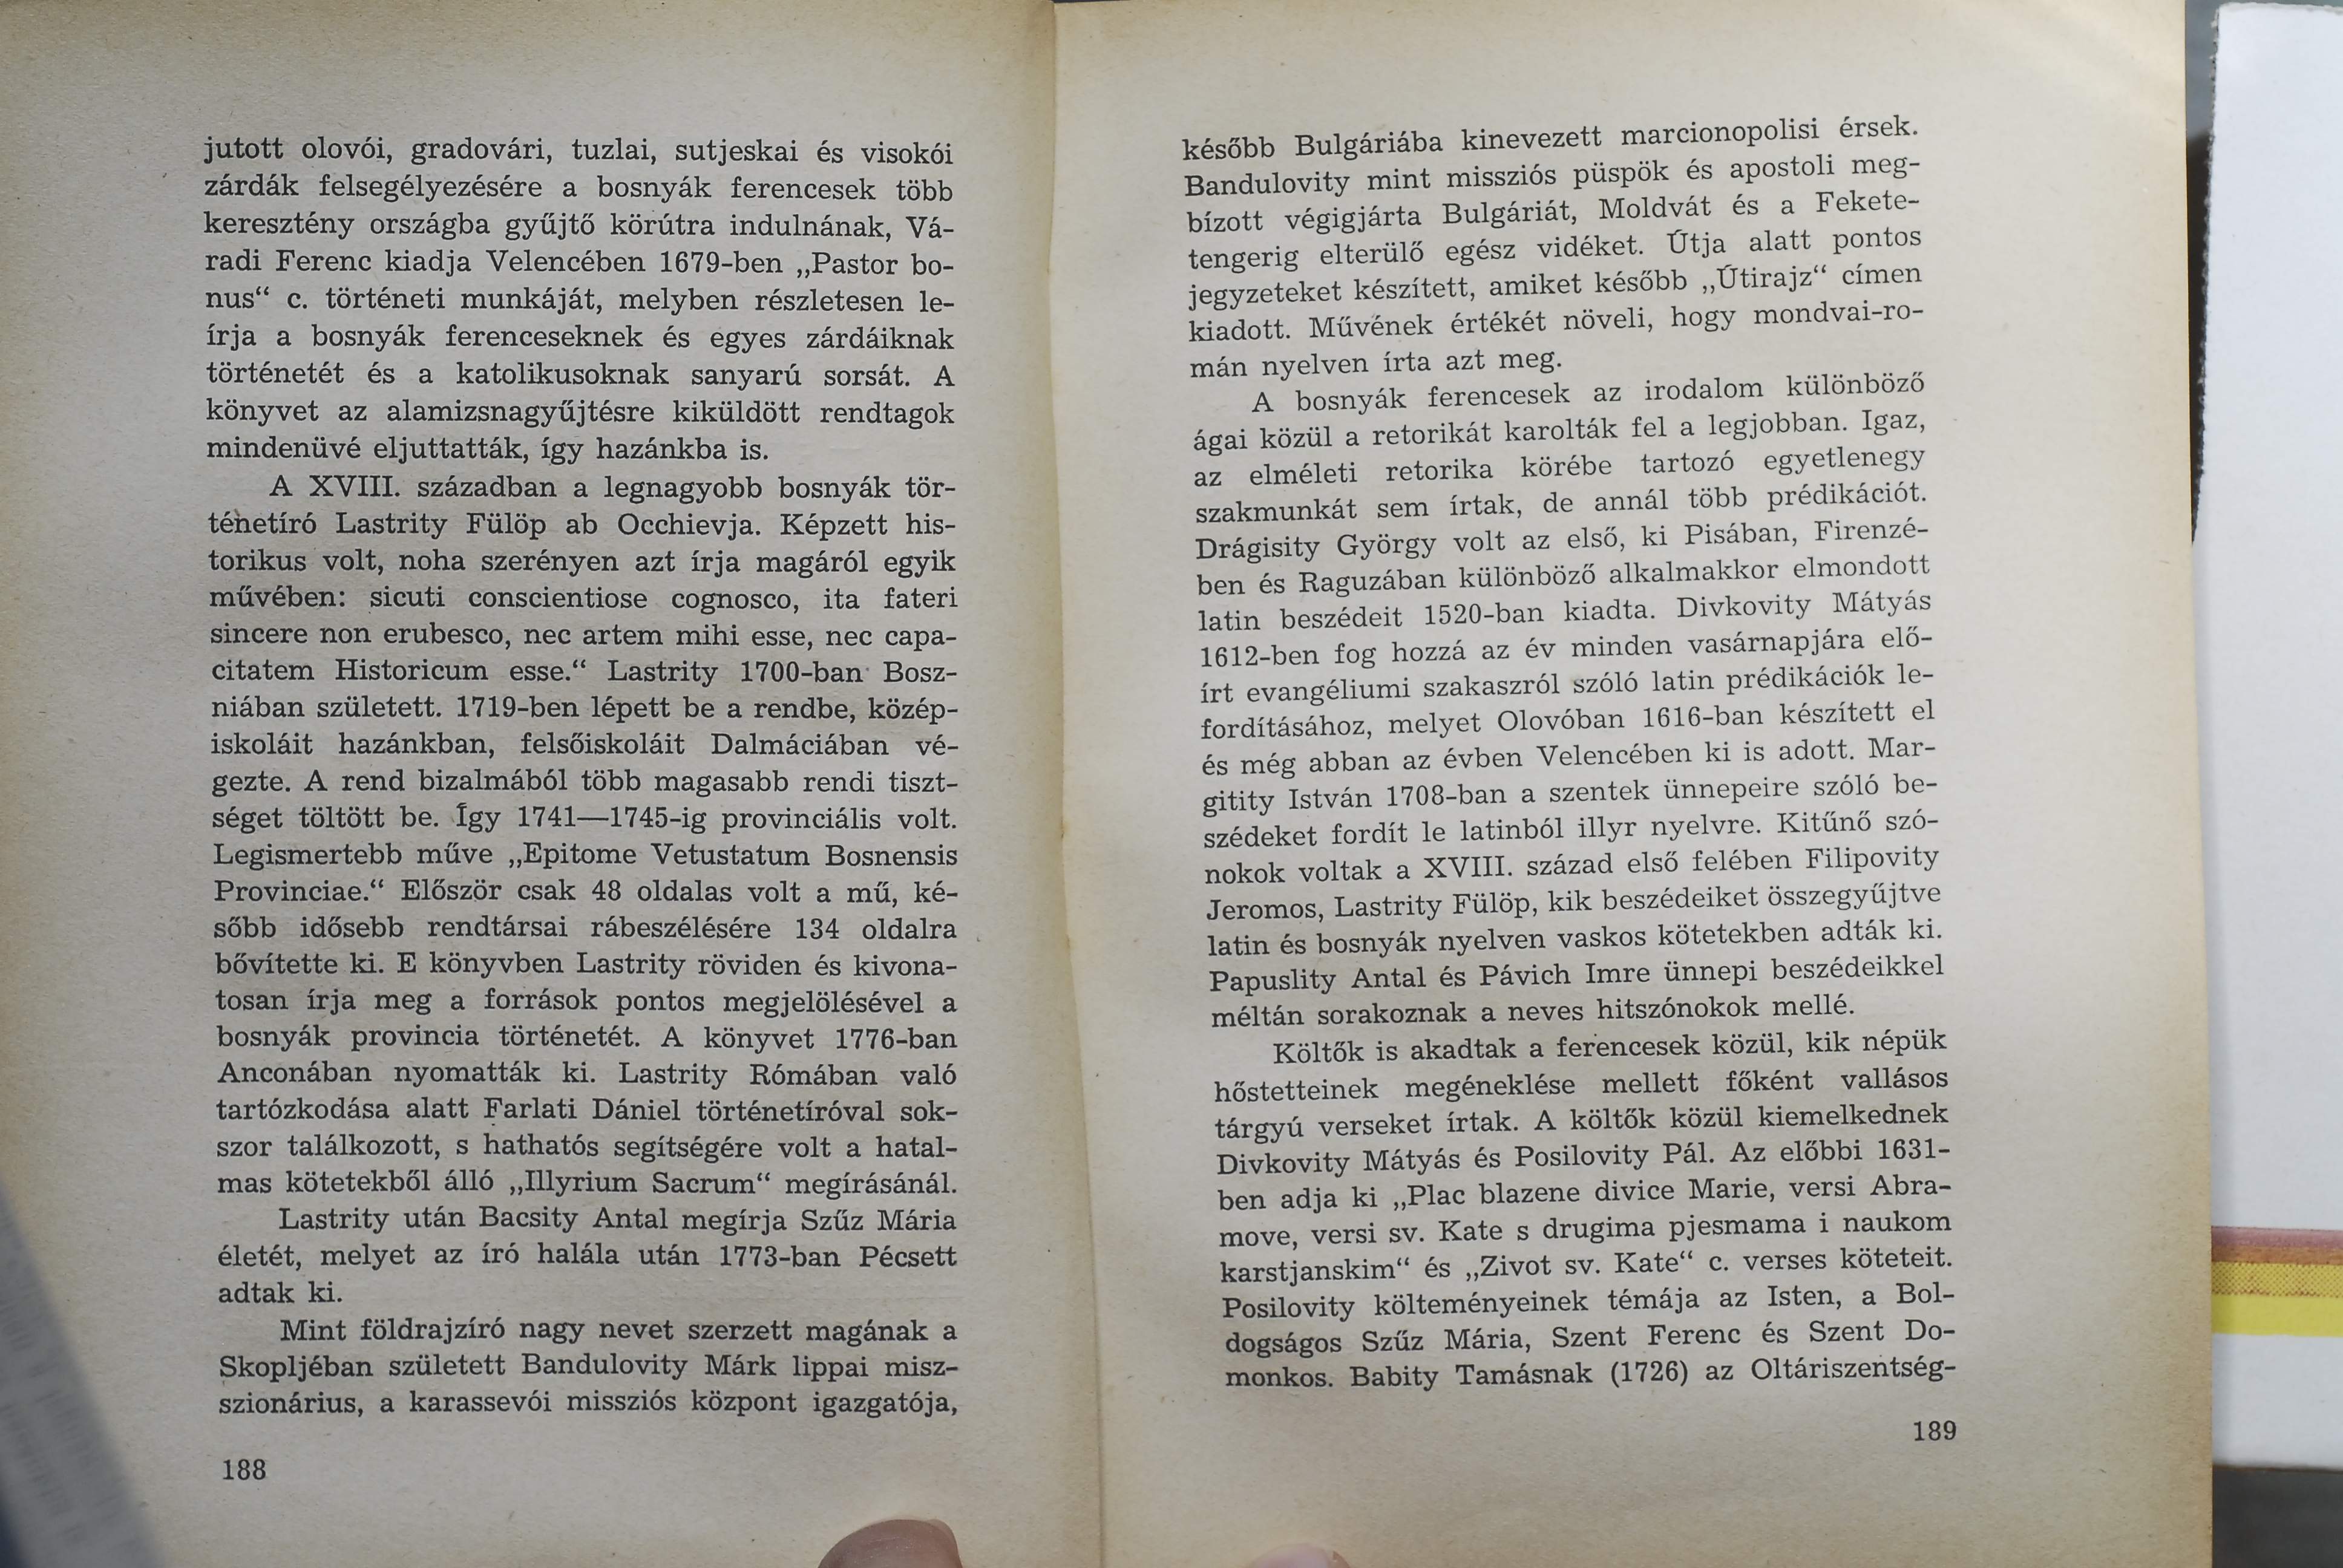 jutott olovói, gradovári, tuzlai, sutjeskai és visokói
zárdák felsegélyezésére a bosnyák ferencesek több
keresztény országba gyűjtő körútra indulnának, Vá-
radi Ferenc kiadja Velencében 1679-ben „Pastor bo-
nus“ c. történeti munkáját, melyben részletesen le-
írja a bosnyák ferenceseknek és egyes zárdáiknak
történetét és a katolikusoknak sanyarú sorsát. A
könyvet az alamizsnagyűjtésre kiküldött rendtagok
mindenüvé eljuttatták, így hazánkba is.
A XVIII. században a legnagyobb bosnyák tör-
ténetíró Lastrity Fülöp ab Occhievja. Képzett his-
torikus volt, noha szerényen azt írja magáról egyik
művében: sicuti conscientiose cognosco, ita fateri
sincere non erubesco, nec artem mihi esse, nec capa-
citatem Historicum esse.“ Lastrity 1700-ban Bosz-
niában született. 1719-ben lépett be a rendbe, közép-
iskoláit hazánkban, felsőiskoláit Dalmáciában vé-
gezte. A rend bizalmából több magasabb rendi tiszt-
séget töltött be. Így 1741—1745-ig provinciális volt.
Legismertebb műve „Epitome Vetustatum Bosnensis
Provinciae.“ Először csak 48 oldalas volt a mű, ké-
sőbb idősebb rendtársai rábeszélésére 134 oldalra
bővítette ki. E könyvben Lastrity röviden és kivona-
tosan írja meg a források pontos megjelölésével a
bosnyák provincia történetét. A könyvet 1776-ban
Anconában nyomatták ki. Lastrity Rómában való
tartózkodása alatt Farlati Dániel történetíróval sok-
szor találkozott, s hathatós segítségére volt a hatal-
mas kötetekből álló „Illyrium Sacrum“ megírásánál.
Lastrity után Bacsity Antal megírja Szűz Mária
életét, melyet az író halála után 1773-ban Pécsett
adtak ki.
Mint földrajzíró nagy nevet szerzett magának a
Skopljéban született Bandulovity Márk lippai misz-
szionárius, a karassevói missziós központ igazgatója,
188
később Bulgáriába kinevezett marcionopolisi érsek.
Bandulovity mint missziós püspök és apostoli meg-
bízott végigjárta Bulgáriát, Moldvát és a Fekete-
tengerig elterülő egész vidéket. Útja alatt pontos
jegyzeteket készített, amiket később „Útirajz“ címen
kiadott. Művének értékét növeli, hogy mondvai-ro-
mán nyelven írta azt meg.
A bosnyák ferencesek az irodalom különböző
ágai közül a retorikát karolták fel a legjobban. Igaz,
az elméleti retorika körébe tartozó egyetlenegy
szakmunkát sem írtak, de annál több prédikációt.
Drágisity György volt az első, ki Pisában, Firenzé-
ben és Raguzában különböző alkalmakkor elmondott
latin beszédeit 1520-ban kiadta. Divkovity Mátyás
1612-ben fog hozzá az év minden vasárnapjára elő-
írt evangéliumi szakaszról szóló latin prédikációk le-
fordításához, melyet Olovóban 1616-ban készített el
és még abban az évben Velencében ki is adott. Mar-
gitity István 1708-ban a szentek ünnepeire szóló be-
szédeket fordít le latinból illyr nyelvre. Kitűnő szó-
nokok voltak a XVIII. század első felében Filipovity
Jeromos, Lastrity Fülöp, kik beszédeiket összegyűjtve
latin és bosnyák nyelven vaskos kötetekben adták ki.
Papuslity Antal és Pávich Imre ünnepi beszédeikkel
méltán sorakoznak a neves hitszónokok mellé.
Költők is akadtak a ferencesek közül, kik népük
hőstetteinek megéneklése mellett főként vallásos
tárgyú verseket írtak. A költők közül kiemelkednek
Divkovity Mátyás és Posilovity Pál. Az előbbi 1631-
ben adja ki „Plac blazene divice Marie, versi Abra-
move, versi sv. Kate s drugima pjesmama i naukom
karstjanskim“ és „Zivot sv. Kate“ c. verses köteteit.
Posilovity költeményeinek témája az Isten, a Bol-
dogságos Szűz Mária, Szent Ferenc és Szent Do-
monkos. Babity Tamásnak (1726) az Oltáriszentség-
189